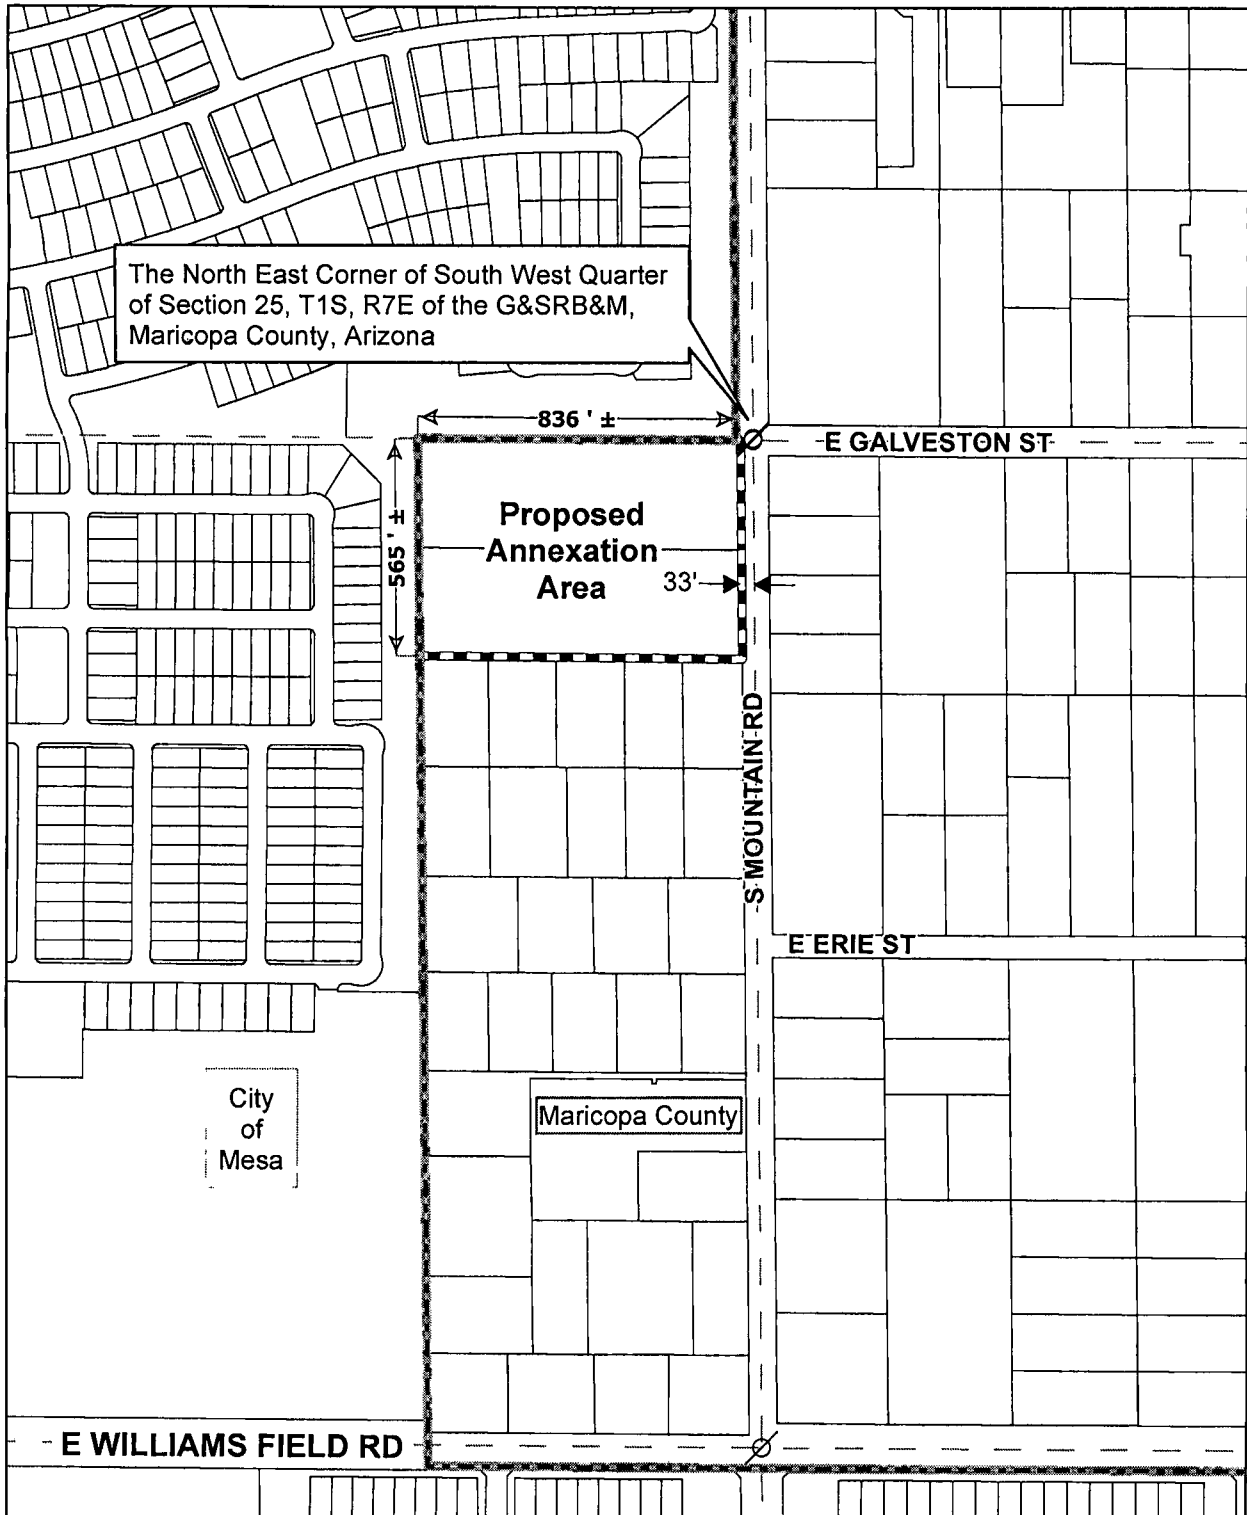 The North East Corner of South West Quarter
of Section 25, T1S, R7E of the G&SRB&M,
Maricopa County, Arizona
836 ' ±
E GALVESTON ST
565 ' ±
Proposed
Annexation
Area
33'
S MOUNTAIN RD
E ERIE ST
City
of
Mesa
Maricopa County
E WILLIAMS FIELD RD